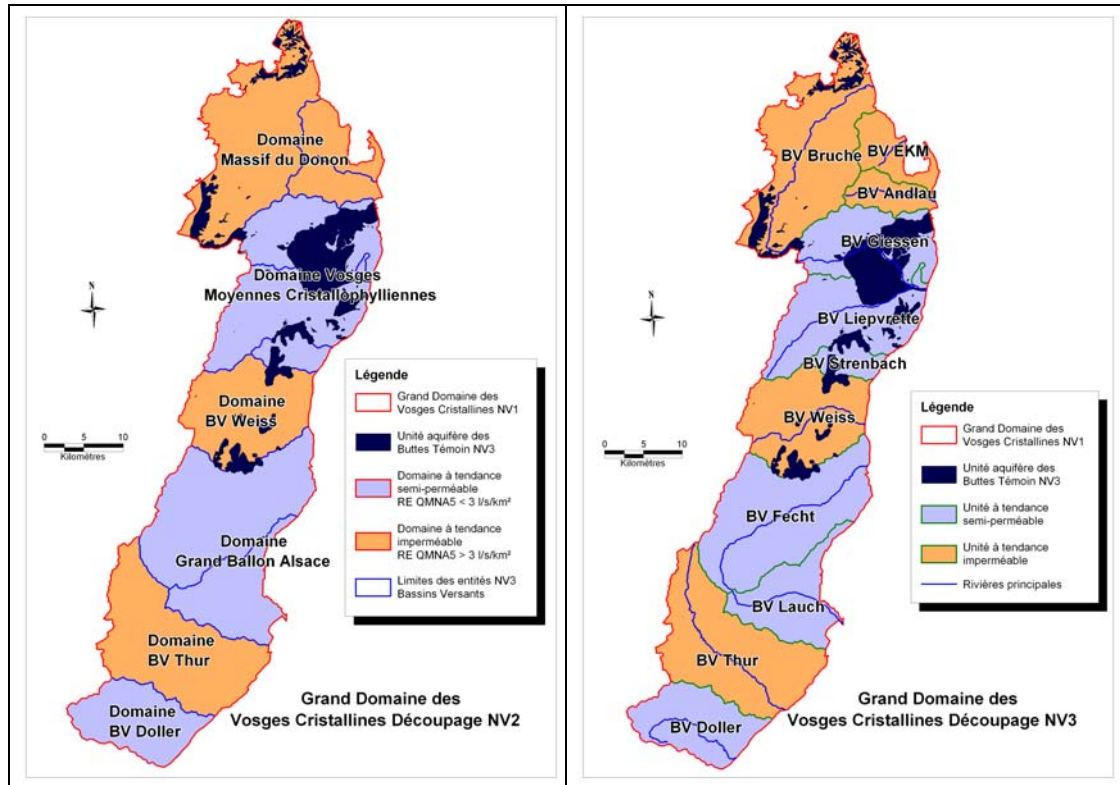 Domaine
Massif du Donon
Domaine Vosges
Moyennes Cristallophylliennes
N
Domaine
BV Weiss
0 5 10
Kilomètres
Domaine
Grand Ballon Alsace
Domaine
BV Thur
Domaine
BV Doller
Légende
Grand Domaine des
Vosges Cristallines NV1
Unité aquifère des
Buttes Témoin NV3
Domaine à tendance
semi-perméable
RE QMNA5 < 3 l/s/km²
Domaine à tendance
imperméable
RE QMNA5 > 3 l/s/km²
Limites des entités NV3
Bassins Versants
Grand Domaine des
Vosges Cristallines Découpage NV2
BV Bruche
BV EKM
BV Andlau
BV Giessen
N
BV Liepvrette
BV Strenbach
BV Weiss
0 5 10
Kilomètres
BV Fecht
BV Lauch
BV Thur
BV Doller
Légende
Grand Domaine des
Vosges Cristallines NV1
Unité aquifère des
Buttes Témoin NV3
Unité à tendance
semi-perméable
Unité à tendance
imperméable
Rivières principales
Grand Domaine des
Vosges Cristallines Découpage NV3